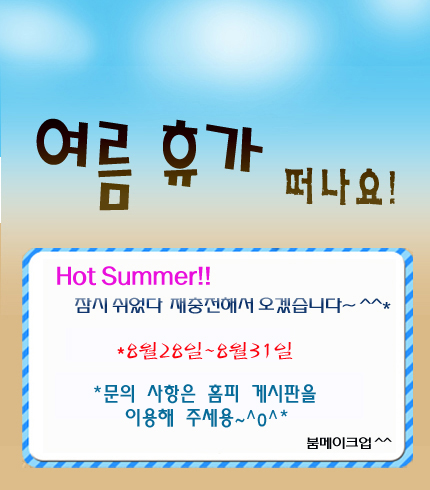 여름 휴가
떠나요!
Hot Summer!!
잠시 쉬었다 재충전해서 오겠습니다~ ^^*
*8월28일~8월31일
*문의 사항은 홈피 게시판을
이용해 주세용~^0^*
붐메이크업 ^^